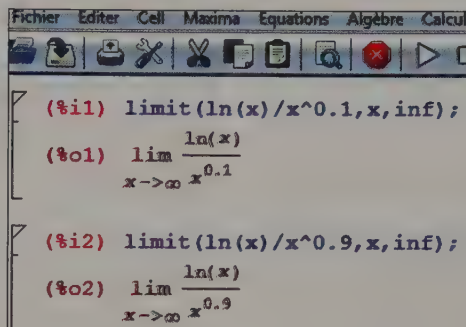 Fichier Editer Cell Maxima Equations Algèbre Calcul
(%i1) limit(ln(x)/x^0.1,x,inf);
(%o1) lim ln(x)/x^0.1
x->∞
(%i2) limit(ln(x)/x^0.9,x,inf);
(%o2) lim ln(x)/x^0.9
x->∞